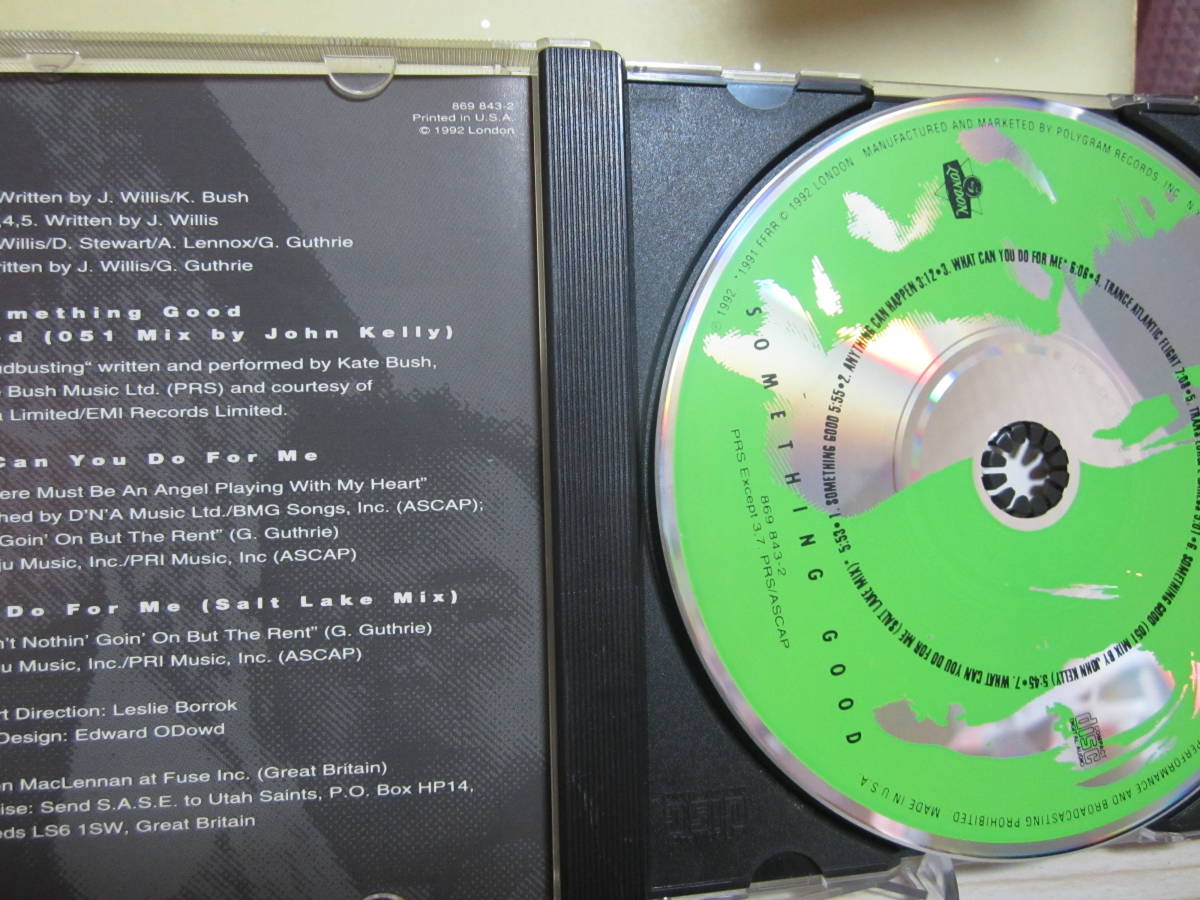 869 843-2
Printed in U.S.A.
© 1992 London
Written by J. Willis/K. Bush
,4,5. Written by J. Willis
Willis/D. Stewart/A. Lennox/G. Guthrie
ritten by J. Willis/G. Guthrie
mething Good
d (051 Mix by John Kelly)
dbusting“ written and performed by Kate Bush,
Bush Music Ltd. (PRS) and courtesy of
Limited/EMI Records Limited.
Can You Do For Me
ere Must Be An Angel Playing With My Heart”
hed by D'N'A Music Ltd./BMG Songs, Inc. (ASCAP);
Goin' On But The Rent” (G. Guthrie)
ju Music, Inc./PRI Music, Inc (ASCAP)
Do For Me (Salt Lake Mix)
n't Nothin' Goin' On But The Rent” (G. Guthrie)
u Music, Inc./PRI Music, Inc. (ASCAP)
rt Direction: Leslie Borrok
Design: Edward ODowd
n MacLennan at Fuse Inc. (Great Britain)
ise: Send S.A.S.E. to Utah Saints, P.O. Box HP14,
eds LS6 1SW, Great Britain
℗ 1992 *1991 FFRR © 1992 LONDON MANUFACTURED AND MARKETED BY POLYGRAM RECORDS, INC. N
LONDON
SOMETHING GOOD
1. SOMETHING GOOD 5:55•2. ANYTHING CAN HAPPEN 3:12•3. WHAT CAN YOU DO FOR ME* 6:06•4. TRANCE ATLANTIC FLIGHT 7:08•5.
6. SOMETHING GOOD (051 MIX BY JOHN KELLY) 5:45•7. WHAT CAN YOU DO FOR ME (SALT LAKE MIX)* 5:53•
869 843-2
PRS Except 3,7 PRS/ASCAP
COMPACT
disc
DIGITAL AUDIO
PERFORMANCE AND BROADCASTING PROHIBITED MADE IN U.S.A